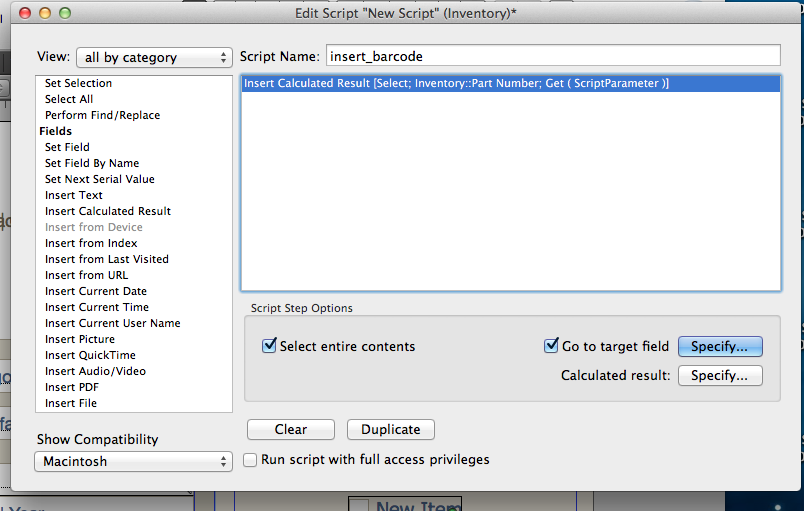 Edit Script "New Script" (Inventory)*
View: all by category
Script Name: insert_barcode
Set Selection
Select All
Perform Find/Replace
Fields
Set Field
Set Field By Name
Set Next Serial Value
Insert Text
Insert Calculated Result
Insert from Device
Insert from Index
Insert from Last Visited
Insert from URL
Insert Current Date
Insert Current Time
Insert Current User Name
Insert Picture
Insert QuickTime
Insert Audio/Video
Insert PDF
Insert File
Insert Calculated Result [Select; Inventory::Part Number; Get ( ScriptParameter )]
Script Step Options
Select entire contents
Go to target field Specify...
Calculated result: Specify...
Clear Duplicate
Show Compatibility
Macintosh
Run script with full access privileges
New Item